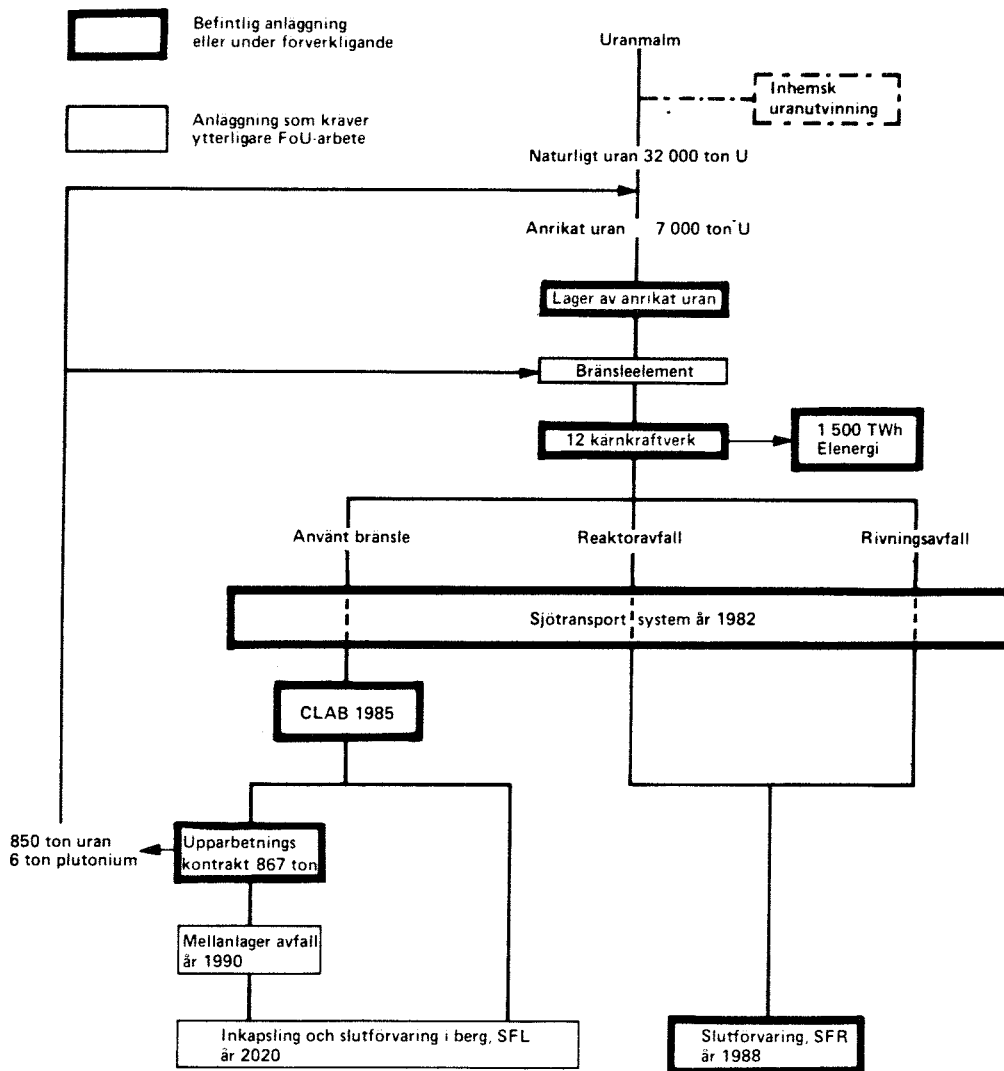 Befintlig anläggning
eller under forverkligande
Anläggning som kräver
ytterligare FoU-arbete
Uranmalm
Inhemsk
uranutvinning
Naturligt uran 32 000 ton U
Anrikat uran 7 000 ton U
Lager av anrikat uran
Bränsleelement
12 kärnkraftverk
1 500 TWh
Elenergi
Använt bränsle
Reaktoravfall
Rivningsavfall
Sjötransport system år 1982
CLAB 1985
850 ton uran
6 ton plutonium
Upparbetnings
kontrakt 867 ton
Mellanlager avfall
år 1990
Inkapsling och slutförvaring i berg, SFL
år 2020
Slutförvaring, SFR
år 1988